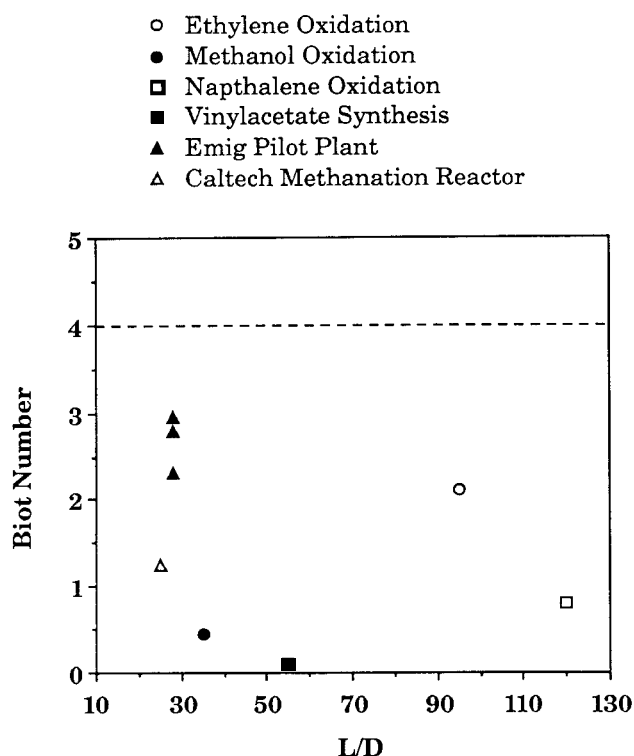 Ethylene Oxidation
Methanol Oxidation
Napthalene Oxidation
Vinylacetate Synthesis
Emig Pilot Plant
Caltech Methanation Reactor
5
4
3
2
1
0
Biot Number
10 30 50 70 90 110 130
L/D